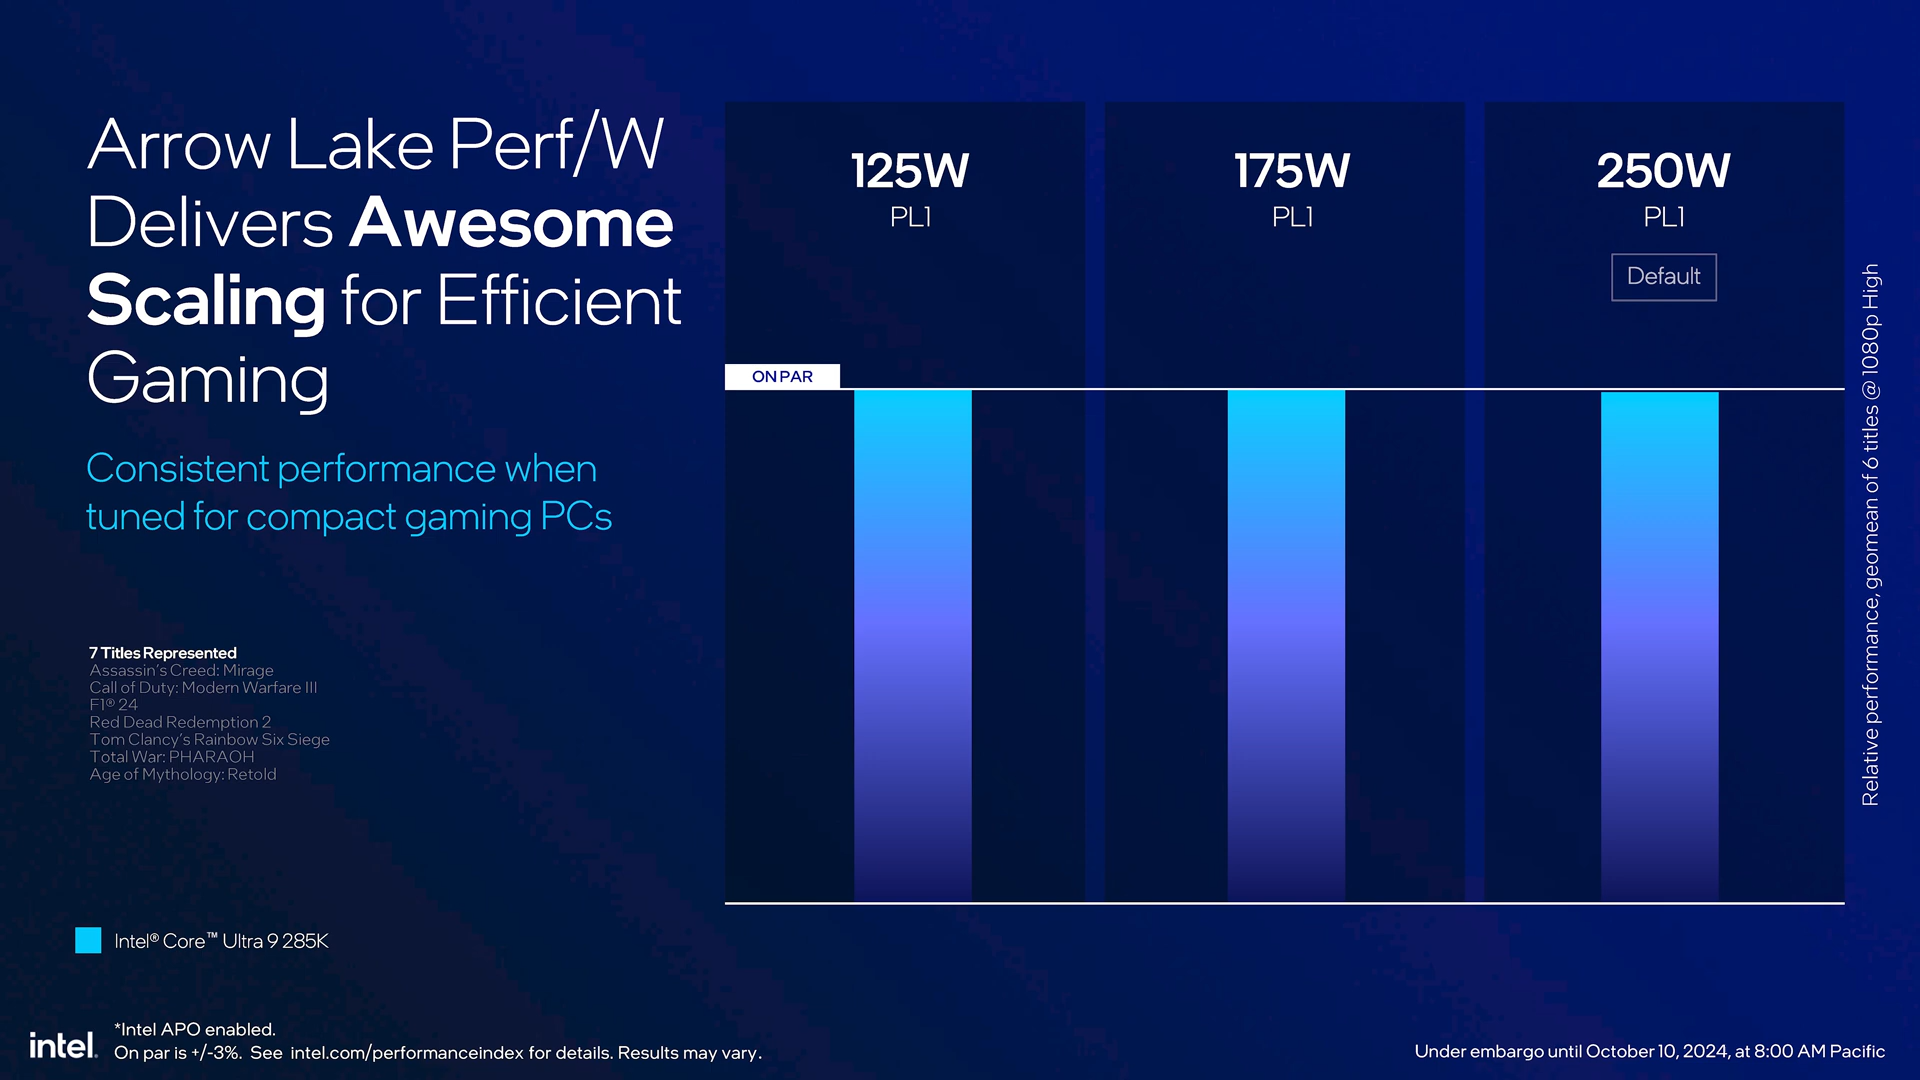 Arrow Lake Perf/W
Delivers Awesome
Scaling for Efficient
Gaming
Consistent performance when
tuned for compact gaming PCs
7 Titles Represented
Assassin's Creed: Mirage
Call of Duty: Modern Warfare III
F1® 24
Red Dead Redemption 2
Tom Clancy's Rainbow Six Siege
Total War: PHARAOH
Age of Mythology: Retold
Intel® Core™ Ultra 9 285K
125W
PL1
175W
PL1
250W
PL1
Default
ON PAR
Relative performance, geomean of 6 titles @ 1080p High
intel.
*Intel APO enabled.
On par is +/-3%. See intel.com/performanceindex for details. Results may vary.
Under embargo until October 10, 2024, at 8:00 AM Pacific